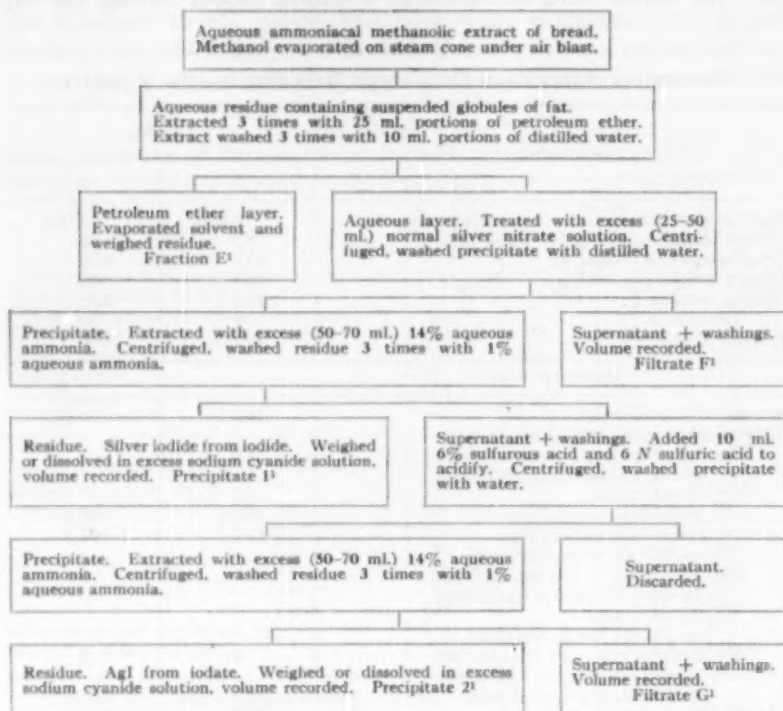 Aqueous ammoniacal methanolic extract of bread.
Methanol evaporated on steam cone under air blast.
Aqueous residue containing suspended globules of fat.
Extracted 3 times with 25 ml. portions of petroleum ether.
Extract washed 3 times with 10 ml. portions of distilled water.
Petroleum ether layer.
Evaporated solvent and
weighed residue.
Fraction E¹
Aqueous layer. Treated with excess (25–50
ml.) normal silver nitrate solution. Centri-
fuged, washed precipitate with distilled water.
Precipitate. Extracted with excess (50–70 ml.) 14% aqueous
ammonia. Centrifuged, washed residue 3 times with 1%
aqueous ammonia.
Supernatant + washings.
Volume recorded.
Filtrate F¹
Residue. Silver iodide from iodide. Weighed
or dissolved in excess sodium cyanide solution,
volume recorded. Precipitate 1¹
Supernatant + washings. Added 10 ml.
6% sulfurous acid and 6 N sulfuric acid to
acidify. Centrifuged, washed precipitate
with water.
Precipitate. Extracted with excess (50–70 ml.) 14% aqueous
ammonia. Centrifuged, washed residue 3 times with 1%
aqueous ammonia.
Supernatant.
Discarded.
Residue. AgI from iodate. Weighed or dissolved in excess
sodium cyanide solution, volume recorded. Precipitate 2¹
Supernatant + washings.
Volume recorded.
Filtrate G¹